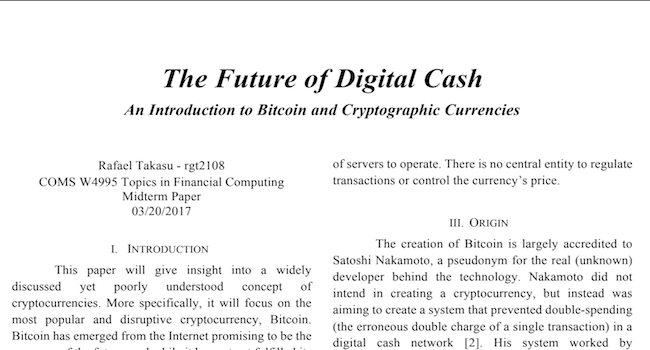 The Future of Digital Cash
An Introduction to Bitcoin and Cryptographic Currencies
Rafael Takasu - rgt2108
COMS W4995 Topics in Financial Computing
Midterm Paper
03/20/2017
I. INTRODUCTION
This paper will give insight into a widely
discussed yet poorly understood concept of
cryptocurrencies. More specifically, it will focus on the
most popular and disruptive cryptocurrency, Bitcoin.
Bitcoin has emerged from the Internet promising to be the
of servers to operate. There is no central entity to regulate
transactions or control the currency's price.
III. ORIGIN
The creation of Bitcoin is largely accredited to
Satoshi Nakamoto, a pseudonym for the real (unknown)
developer behind the technology. Nakamoto did not
intend in creating a cryptocurrency, but instead was
aiming to create a system that prevented double-spending
(the erroneous double charge of a single transaction) in a
digital cash network [2]. His system worked by